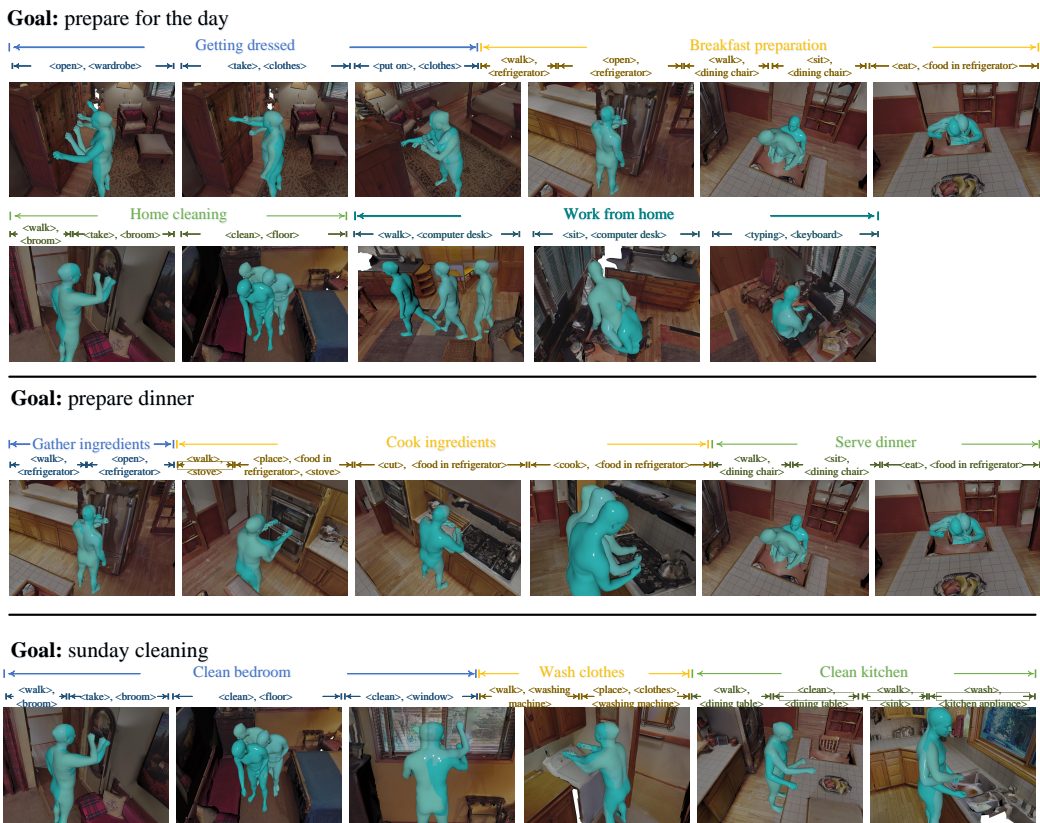 Goal: prepare for the day
Getting dressed
Breakfast preparation
<open>, <wardrobe>
<take>, <clothes>
<put on>, <clothes>
<walk>,
<refrigerator>
<open>,
<refrigerator>
<walk>,
<dining chair>
<sit>,
<dining chair>
<eat>, <food in refrigerator>
Home cleaning
Work from home
<walk>,
<broom>
<take>, <broom>
<clean>, <floor>
<walk>, <computer desk>
<sit>, <computer desk>
<typing>, <keyboard>
Goal: prepare dinner
Gather ingredients
Cook ingredients
Serve dinner
<walk>,
<refrigerator>
<open>,
<refrigerator>
<walk>,
<stove>
<place>, <food in
refrigerator>, <stove>
<cut>, <food in refrigerator>
<cook>, <food in refrigerator>
<walk>,
<dining chair>
<sit>,
<dining chair>
<eat>, <food in refrigerator>
Goal: sunday cleaning
Clean bedroom
Wash clothes
Clean kitchen
<walk>,
<broom>
<take>, <broom>
<clean>, <floor>
<clean>, <window>
<walk>, <washing
machine>
<place>, <clothes>,
<washing machine>
<walk>,
<dining table>
<clean>,
<dining table>
<walk>,
<sink>
<wash>,
<kitchen appliance>